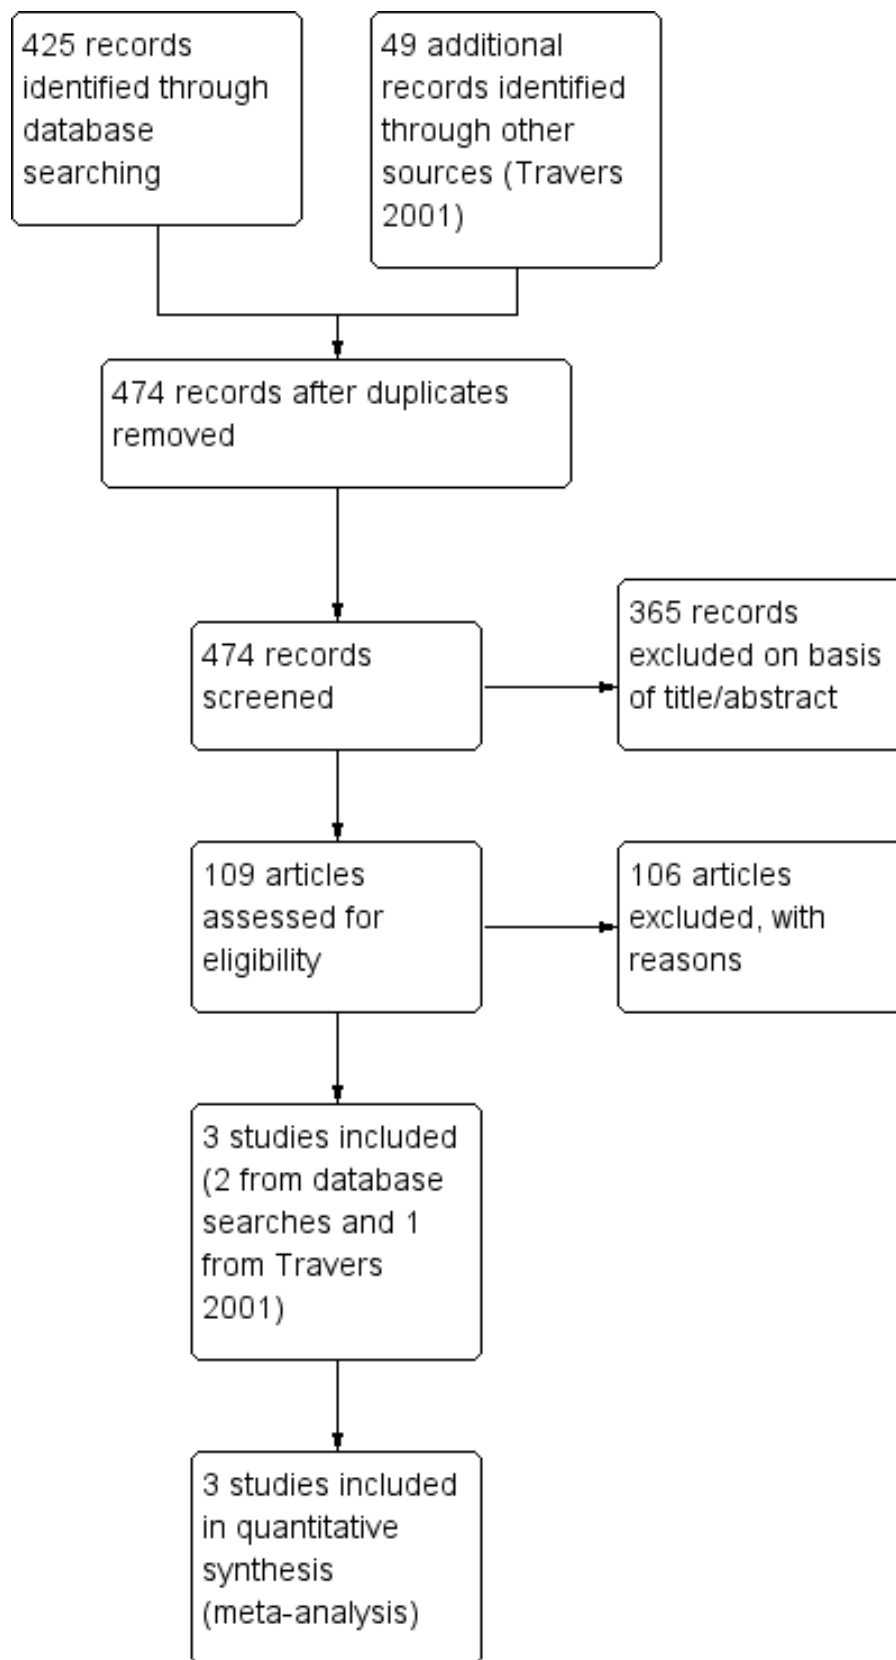 425 records
identified through
database
searching
49 additional
records identified
through other
sources (Travers
2001)
474 records after duplicates
removed
474 records
screened
365 records
excluded on basis
of title/abstract
109 articles
assessed for
eligibility
106 articles
excluded, with
reasons
3 studies included
(2 from database
searches and 1
from Travers
2001)
3 studies included
in quantitative
synthesis
(meta-analysis)